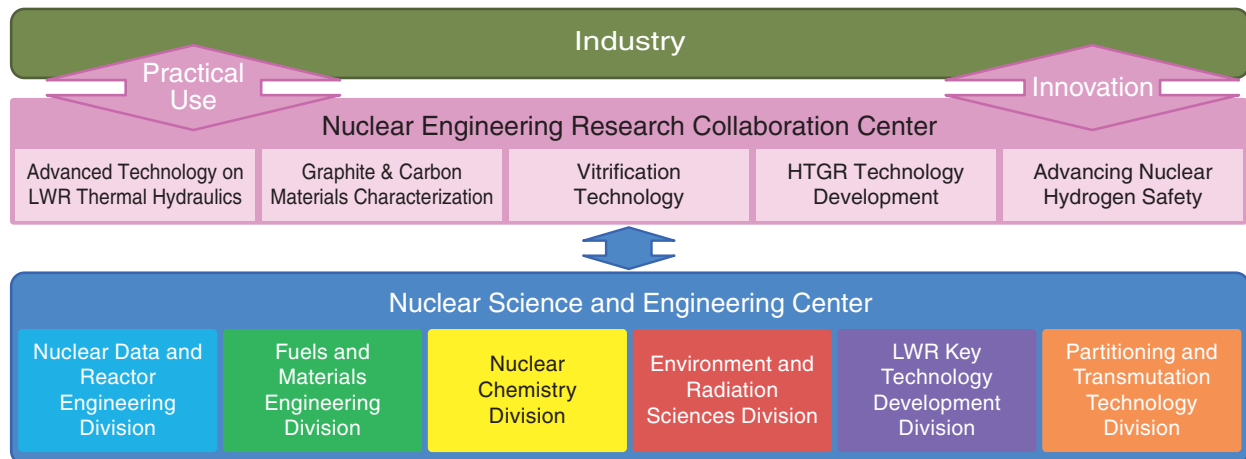 Industry
Practical
Use
Innovation
Nuclear Engineering Research Collaboration Center
Advanced Technology on
LWR Thermal Hydraulics
Graphite & Carbon
Materials Characterization
Vitrification
Technology
HTGR Technology
Development
Advancing Nuclear
Hydrogen Safety
Nuclear Science and Engineering Center
Nuclear Data and
Reactor
Engineering
Division
Fuels and
Materials
Engineering
Division
Nuclear
Chemistry
Division
Environment and
Radiation
Sciences Division
LWR Key
Technology
Development
Division
Partitioning and
Transmutation
Technology
Division